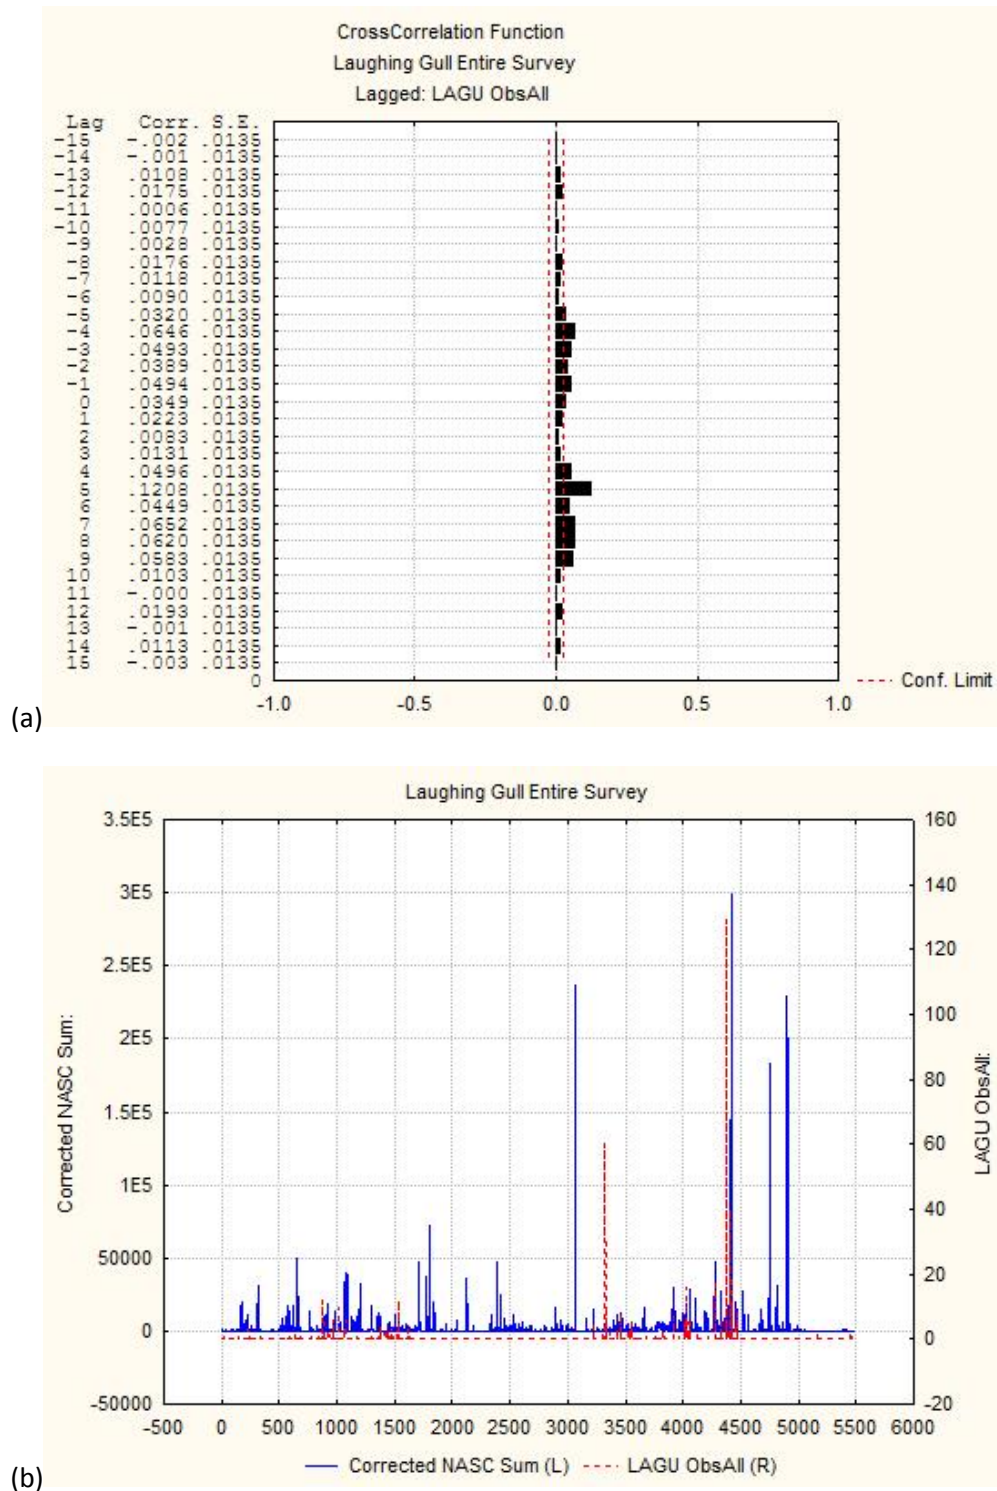 CrossCorrelation Function
Laughing Gull Entire Survey
Lagged: LAGU ObsAll
Lag Corr. S.E.
-15 -.002 .0135
-14 -.001 .0135
-13 .0108 .0135
-12 .0175 .0135
-11 .0006 .0135
-10 .0077 .0135
-9 .0028 .0135
-8 .0176 .0135
-7 .0118 .0135
-6 .0090 .0135
-5 .0320 .0135
-4 .0646 .0135
-3 .0493 .0135
-2 .0389 .0135
-1 .0494 .0135
0 .0349 .0135
1 .0223 .0135
2 .0083 .0135
3 .0131 .0135
4 .0496 .0135
5 .1208 .0135
6 .0449 .0135
7 .0652 .0135
8 .0620 .0135
9 .0583 .0135
10 .0103 .0135
11 -.000 .0135
12 .0193 .0135
13 -.001 .0135
14 .0113 .0135
15 -.003 .0135
0
Conf. Limit
-1.0 -0.5 0.0 0.5 1.0
(a)
Laughing Gull Entire Survey
3.5E5
3E5
2.5E5
2E5
1.5E5
1E5
50000
0
-50000
Corrected NASC Sum:
160
140
120
100
80
60
40
20
0
-20
LAGU ObsAll:
-500 0 500 1000 1500 2000 2500 3000 3500 4000 4500 5000 5500 6000
Corrected NASC Sum (L) LAGU ObsAll (R)
(b)